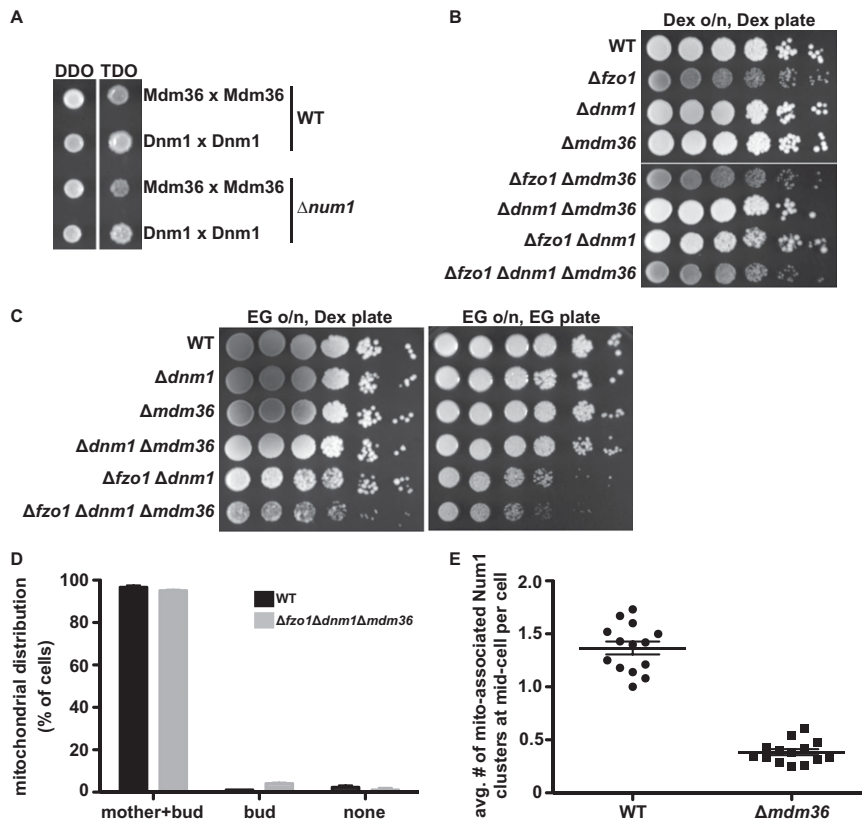 A
DDO TDO
Mdm36 x Mdm36
Dnm1 x Dnm1
WT
Mdm36 x Mdm36
Dnm1 x Dnm1
Δnum1
B
Dex o/n, Dex plate
WT
Δfzo1
Δdnm1
Δmdm36
Δfzo1 Δmdm36
Δdnm1 Δmdm36
Δfzo1 Δdnm1
Δfzo1 Δdnm1 Δmdm36
C
EG o/n, Dex plate
EG o/n, EG plate
WT
Δdnm1
Δmdm36
Δdnm1 Δmdm36
Δfzo1 Δdnm1
Δfzo1 Δdnm1 Δmdm36
D
mitochondrial distribution
(% of cells)
100
80
60
40
20
0
WT
Δfzo1Δdnm1Δmdm36
mother+bud bud none
E
avg. # of mito-associated Num1
clusters at mid-cell per cell
2.0
1.5
1.0
0.5
0
WT Δmdm36